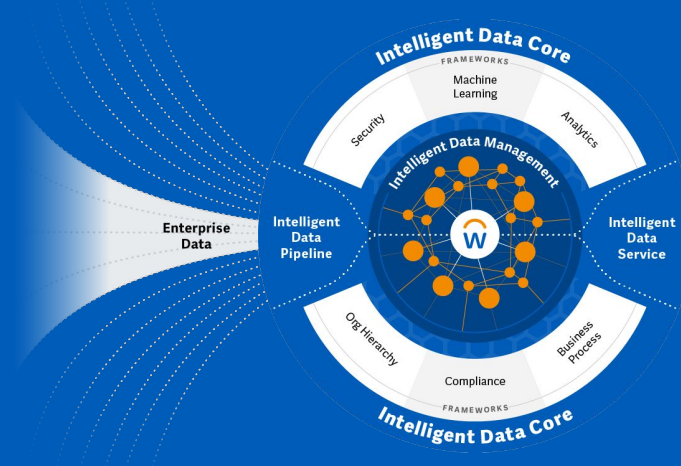 Intelligent Data Core
FRAMEWORKS
Machine
Learning
Security
Analytics
Intelligent Data Management
Enterprise
Data
Intelligent
Data
Pipeline
W
Intelligent
Data
Service
Org Hierarchy
Business
Process
Compliance
FRAMEWORKS
Intelligent Data Core